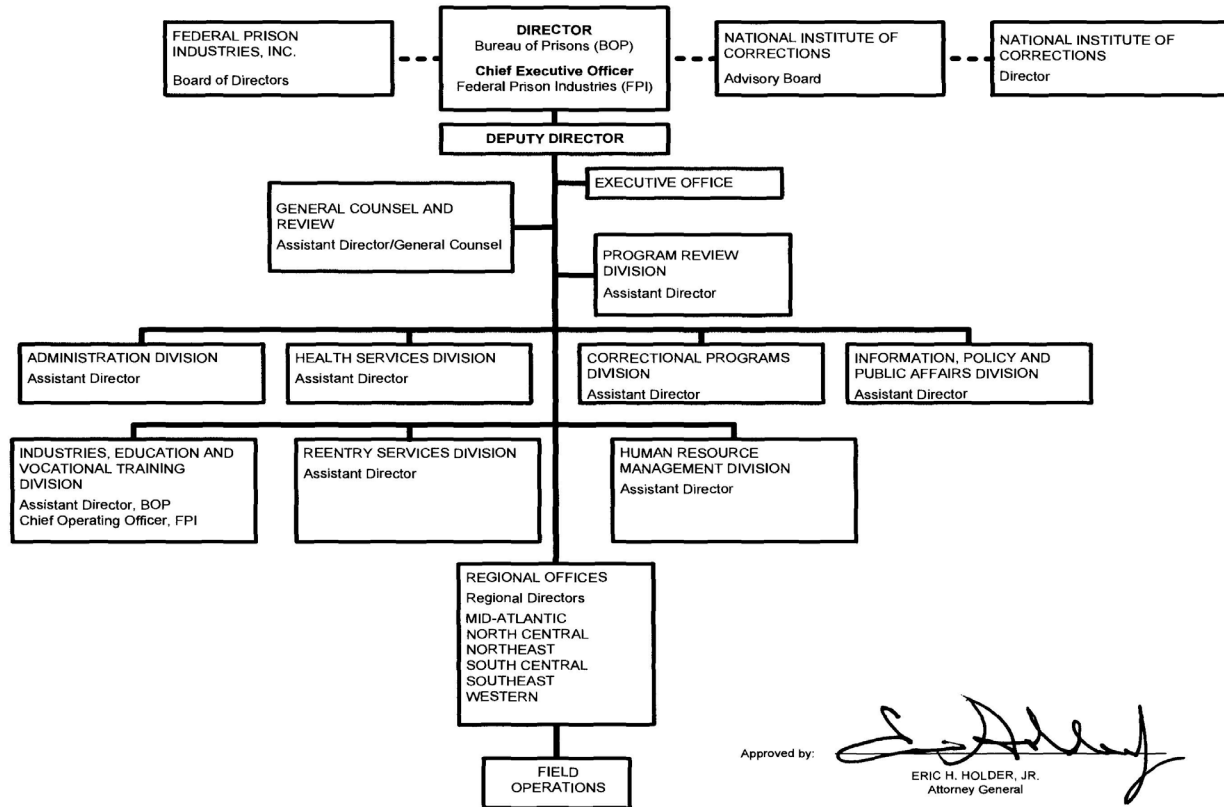 FEDERAL PRISON
INDUSTRIES, INC.
Board of Directors
DIRECTOR
Bureau of Prisons (BOP)
Chief Executive Officer
Federal Prison Industries (FPI)
NATIONAL INSTITUTE OF
CORRECTIONS
Advisory Board
NATIONAL INSTITUTE OF
CORRECTIONS
Director
DEPUTY DIRECTOR
EXECUTIVE OFFICE
GENERAL COUNSEL AND
REVIEW
Assistant Director/General Counsel
PROGRAM REVIEW
DIVISION
Assistant Director
ADMINISTRATION DIVISION
Assistant Director
HEALTH SERVICES DIVISION
Assistant Director
CORRECTIONAL PROGRAMS
DIVISION
Assistant Director
INFORMATION, POLICY AND
PUBLIC AFFAIRS DIVISION
Assistant Director
INDUSTRIES, EDUCATION AND
VOCATIONAL TRAINING
DIVISION
Assistant Director, BOP
Chief Operating Officer, FPI
REENTRY SERVICES DIVISION
Assistant Director
HUMAN RESOURCE
MANAGEMENT DIVISION
Assistant Director
REGIONAL OFFICES
Regional Directors
MID-ATLANTIC
NORTH CENTRAL
NORTHEAST
SOUTH CENTRAL
SOUTHEAST
WESTERN
FIELD
OPERATIONS
Approved by:
ERIC H. HOLDER, JR.
Attorney General